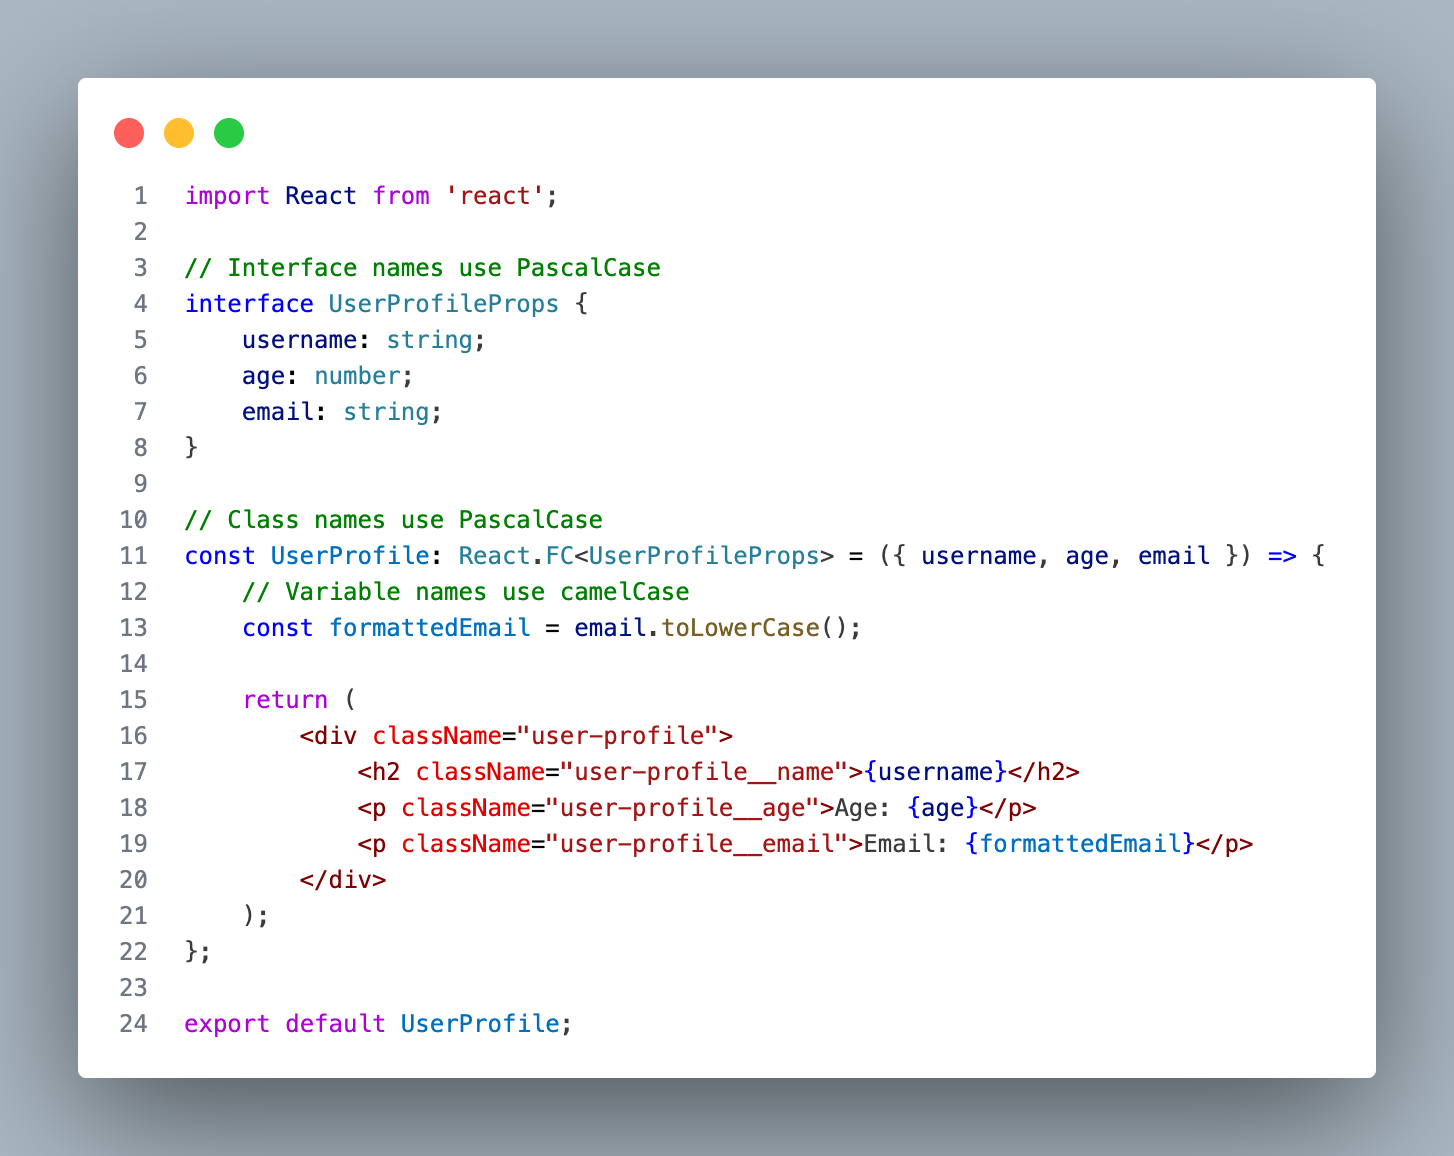 1 import React from 'react';
2
3 // Interface names use PascalCase
4 interface UserProfileProps {
5     username: string;
6     age: number;
7     email: string;
8 }
9
10 // Class names use PascalCase
11 const UserProfile: React.FC<UserProfileProps> = ({ username, age, email }) => {
12     // Variable names use camelCase
13     const formattedEmail = email.toLowerCase();
14
15     return (
16         <div className="user-profile">
17             <h2 className="user-profile__name">{username}</h2>
18             <p className="user-profile__age">Age: {age}</p>
19             <p className="user-profile__email">Email: {formattedEmail}</p>
20         </div>
21     );
22 };
23
24 export default UserProfile;